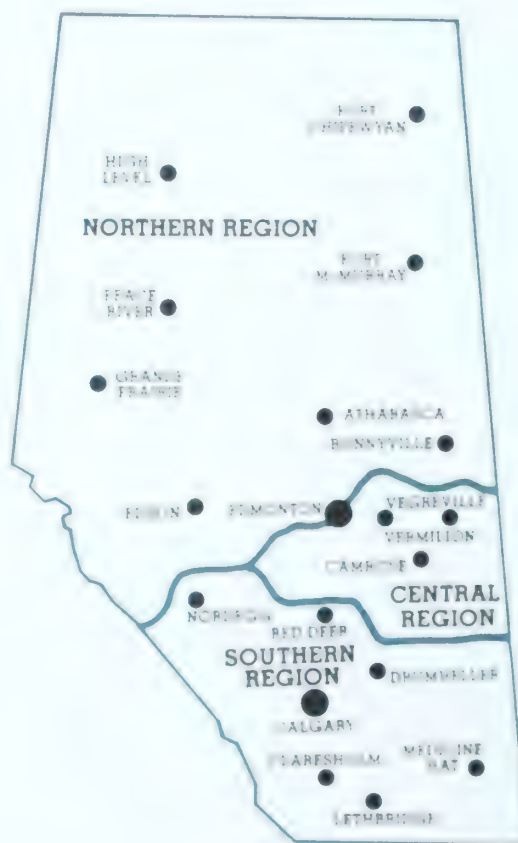 FORT
CHIPEWYAN
HIGH
LEVEL
NORTHERN REGION
FORT
McMURRAY
PEACE
RIVER
GRANDE
PRAIRIE
ATHABASCA
BONNYVILLE
EDSON
EDMONTON
VEGREVILLE
VERMILION
CAMROSE
CENTRAL
REGION
NORDEGG
RED DEER
SOUTHERN
REGION
DRUMHELLER
CALGARY
CLARESHOLM
MEDICINE
HAT
LETHBRIDGE